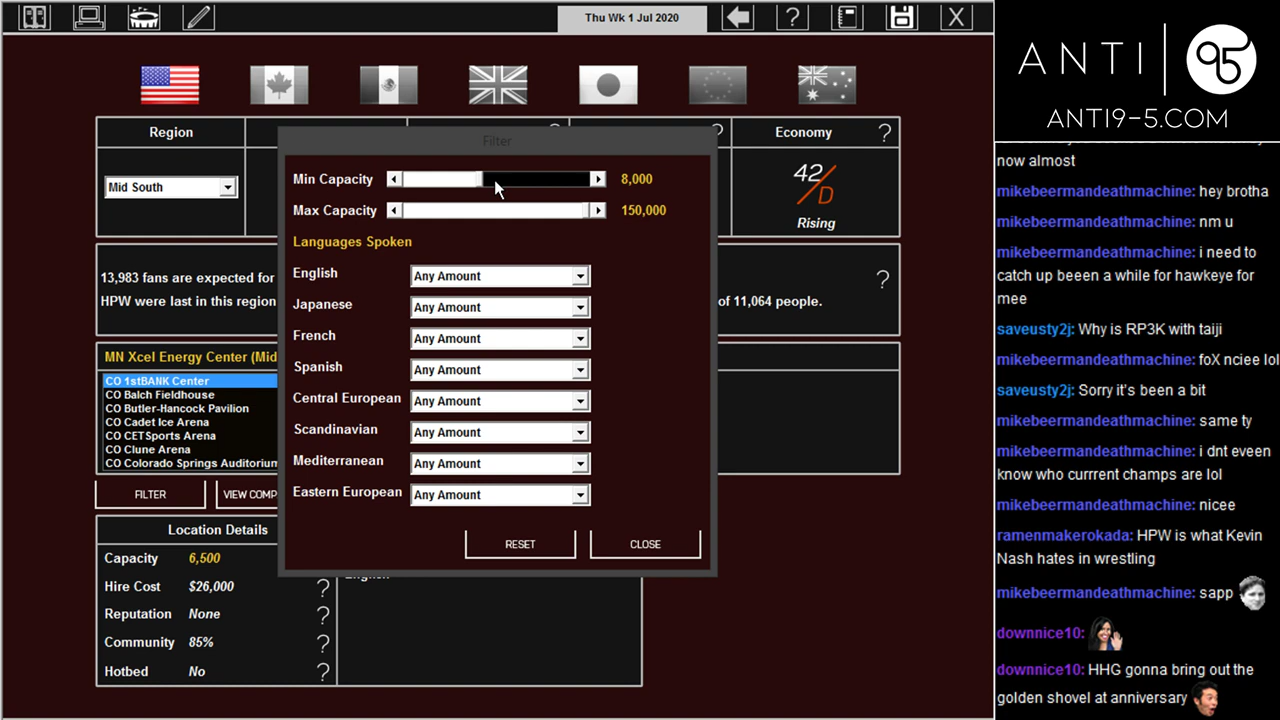 Thu Wk 1 Jul 2020
?
X
ANTI
95
ANTI9-5.COM
Region
?
?
Economy
?
Mid South
42/D
Rising
13,983 fans are expected for
HPW were last in this region
of 11,064 people.
?
MN Xcel Energy Center (Mid
CO 1stBANK Center
CO Balch Fieldhouse
CO Butler-Hancock Pavilion
CO Cadet Ice Arena
CO CETSports Arena
CO Clune Arena
CO Colorado Springs Auditorium
FILTER
VIEW COMP
Location Details
Capacity 6,500
Hire Cost $26,000 ?
Reputation None ?
Community 85% ?
Hotbed No ?
English
Filter
Min Capacity 8,000
Max Capacity 150,000
Languages Spoken
English Any Amount
Japanese Any Amount
French Any Amount
Spanish Any Amount
Central European Any Amount
Scandinavian Any Amount
Mediterranean Any Amount
Eastern European Any Amount
RESET
CLOSE
now almost
mikebeermandeathmachine: hey brotha
mikebeermandeathmachine: nm u
mikebeermandeathmachine: i need to
catch up beeen a while for hawkeye for
mee
saveusty2j: Why is RP3K with taiji
mikebeermandeathmachine: foX nciee lol
saveusty2j: Sorry it's been a bit
mikebeermandeathmachine: same ty
mikebeermandeathmachine: i dnt eveen
know who currrent champs are lol
mikebeermandeathmachine: nicee
ramenmakerokada: HPW is what Kevin
Nash hates in wrestling
mikebeermandeathmachine: sapp
downnice10:
downnice10: HHG gonna bring out the
golden shovel at anniversary